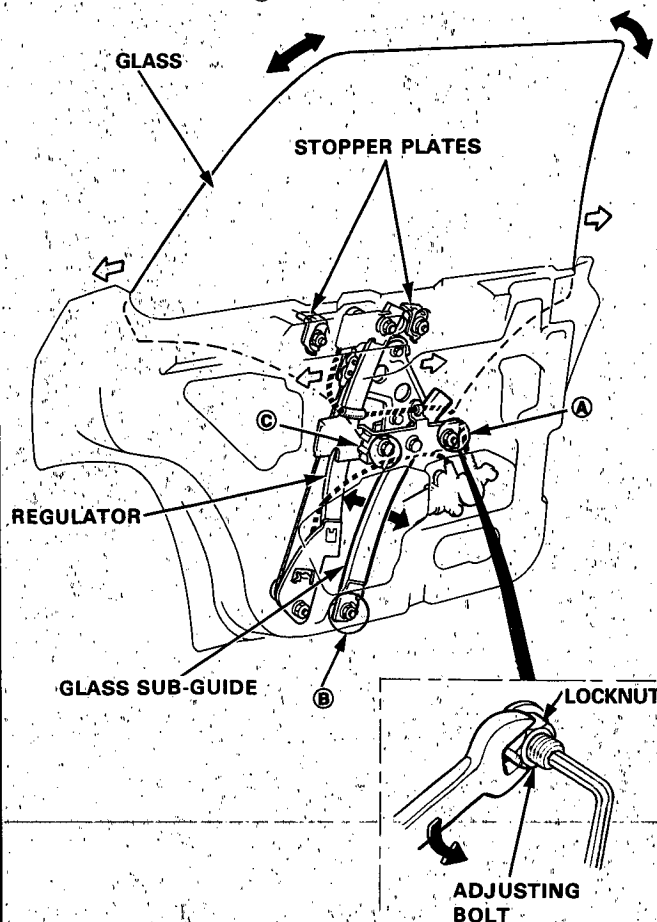 GLASS
STOPPER PLATES
Ⓐ
Ⓒ
REGULATOR
GLASS SUB-GUIDE
Ⓑ
LOCKNUT
ADJUSTING
BOLT